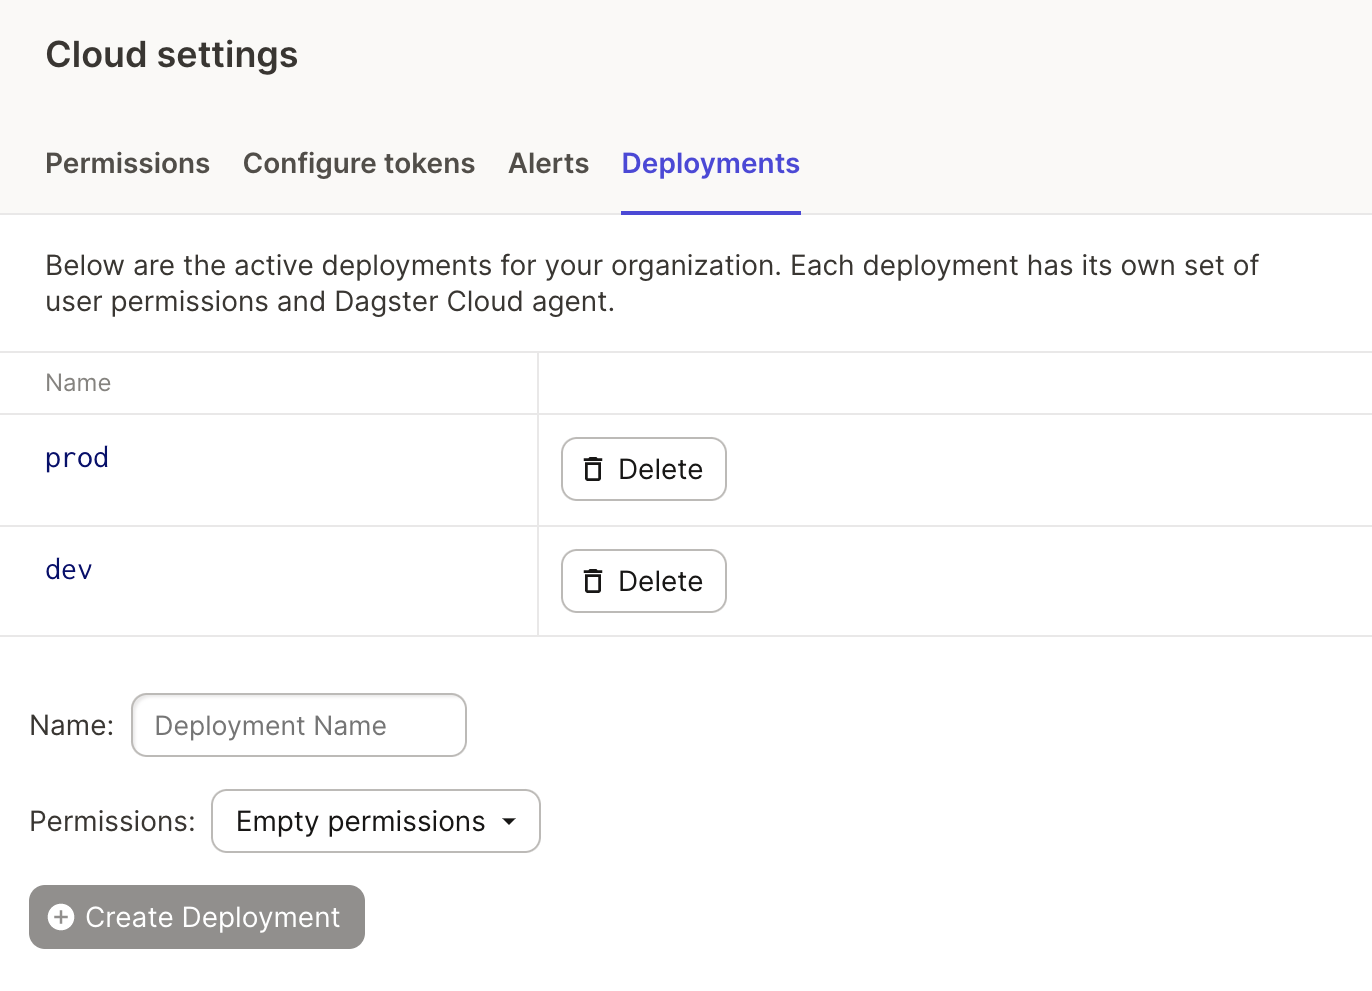 Cloud settings
Permissions Configure tokens Alerts Deployments
Below are the active deployments for your organization. Each deployment has its own set of
user permissions and Dagster Cloud agent.
Name
prod Delete
dev Delete
Name: Deployment Name
Permissions: Empty permissions
Create Deployment